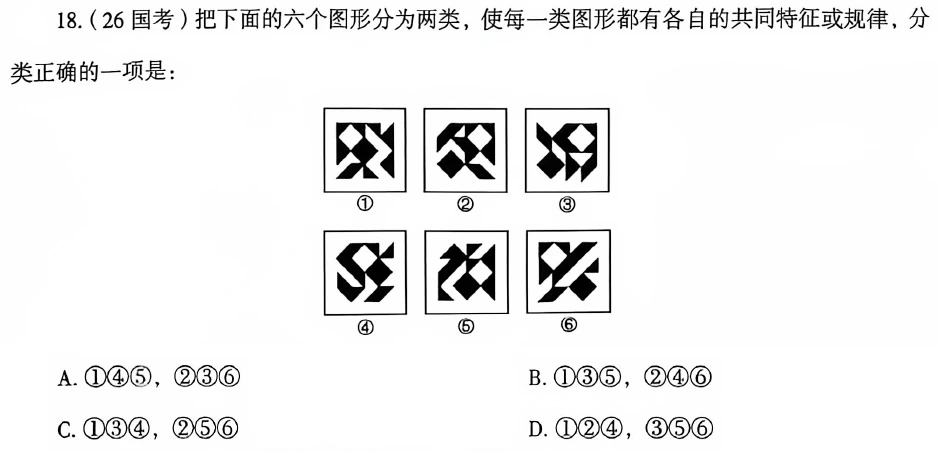 18.（26 国考）把下面的六个图形分为两类，使每一类图形都有各自的共同特征或规律，分
类正确的一项是：
① ② ③
④ ⑤ ⑥
A. ①④⑤，②③⑥ B. ①③⑤，②④⑥
C. ①③④，②⑤⑥ D. ①②④，③⑤⑥